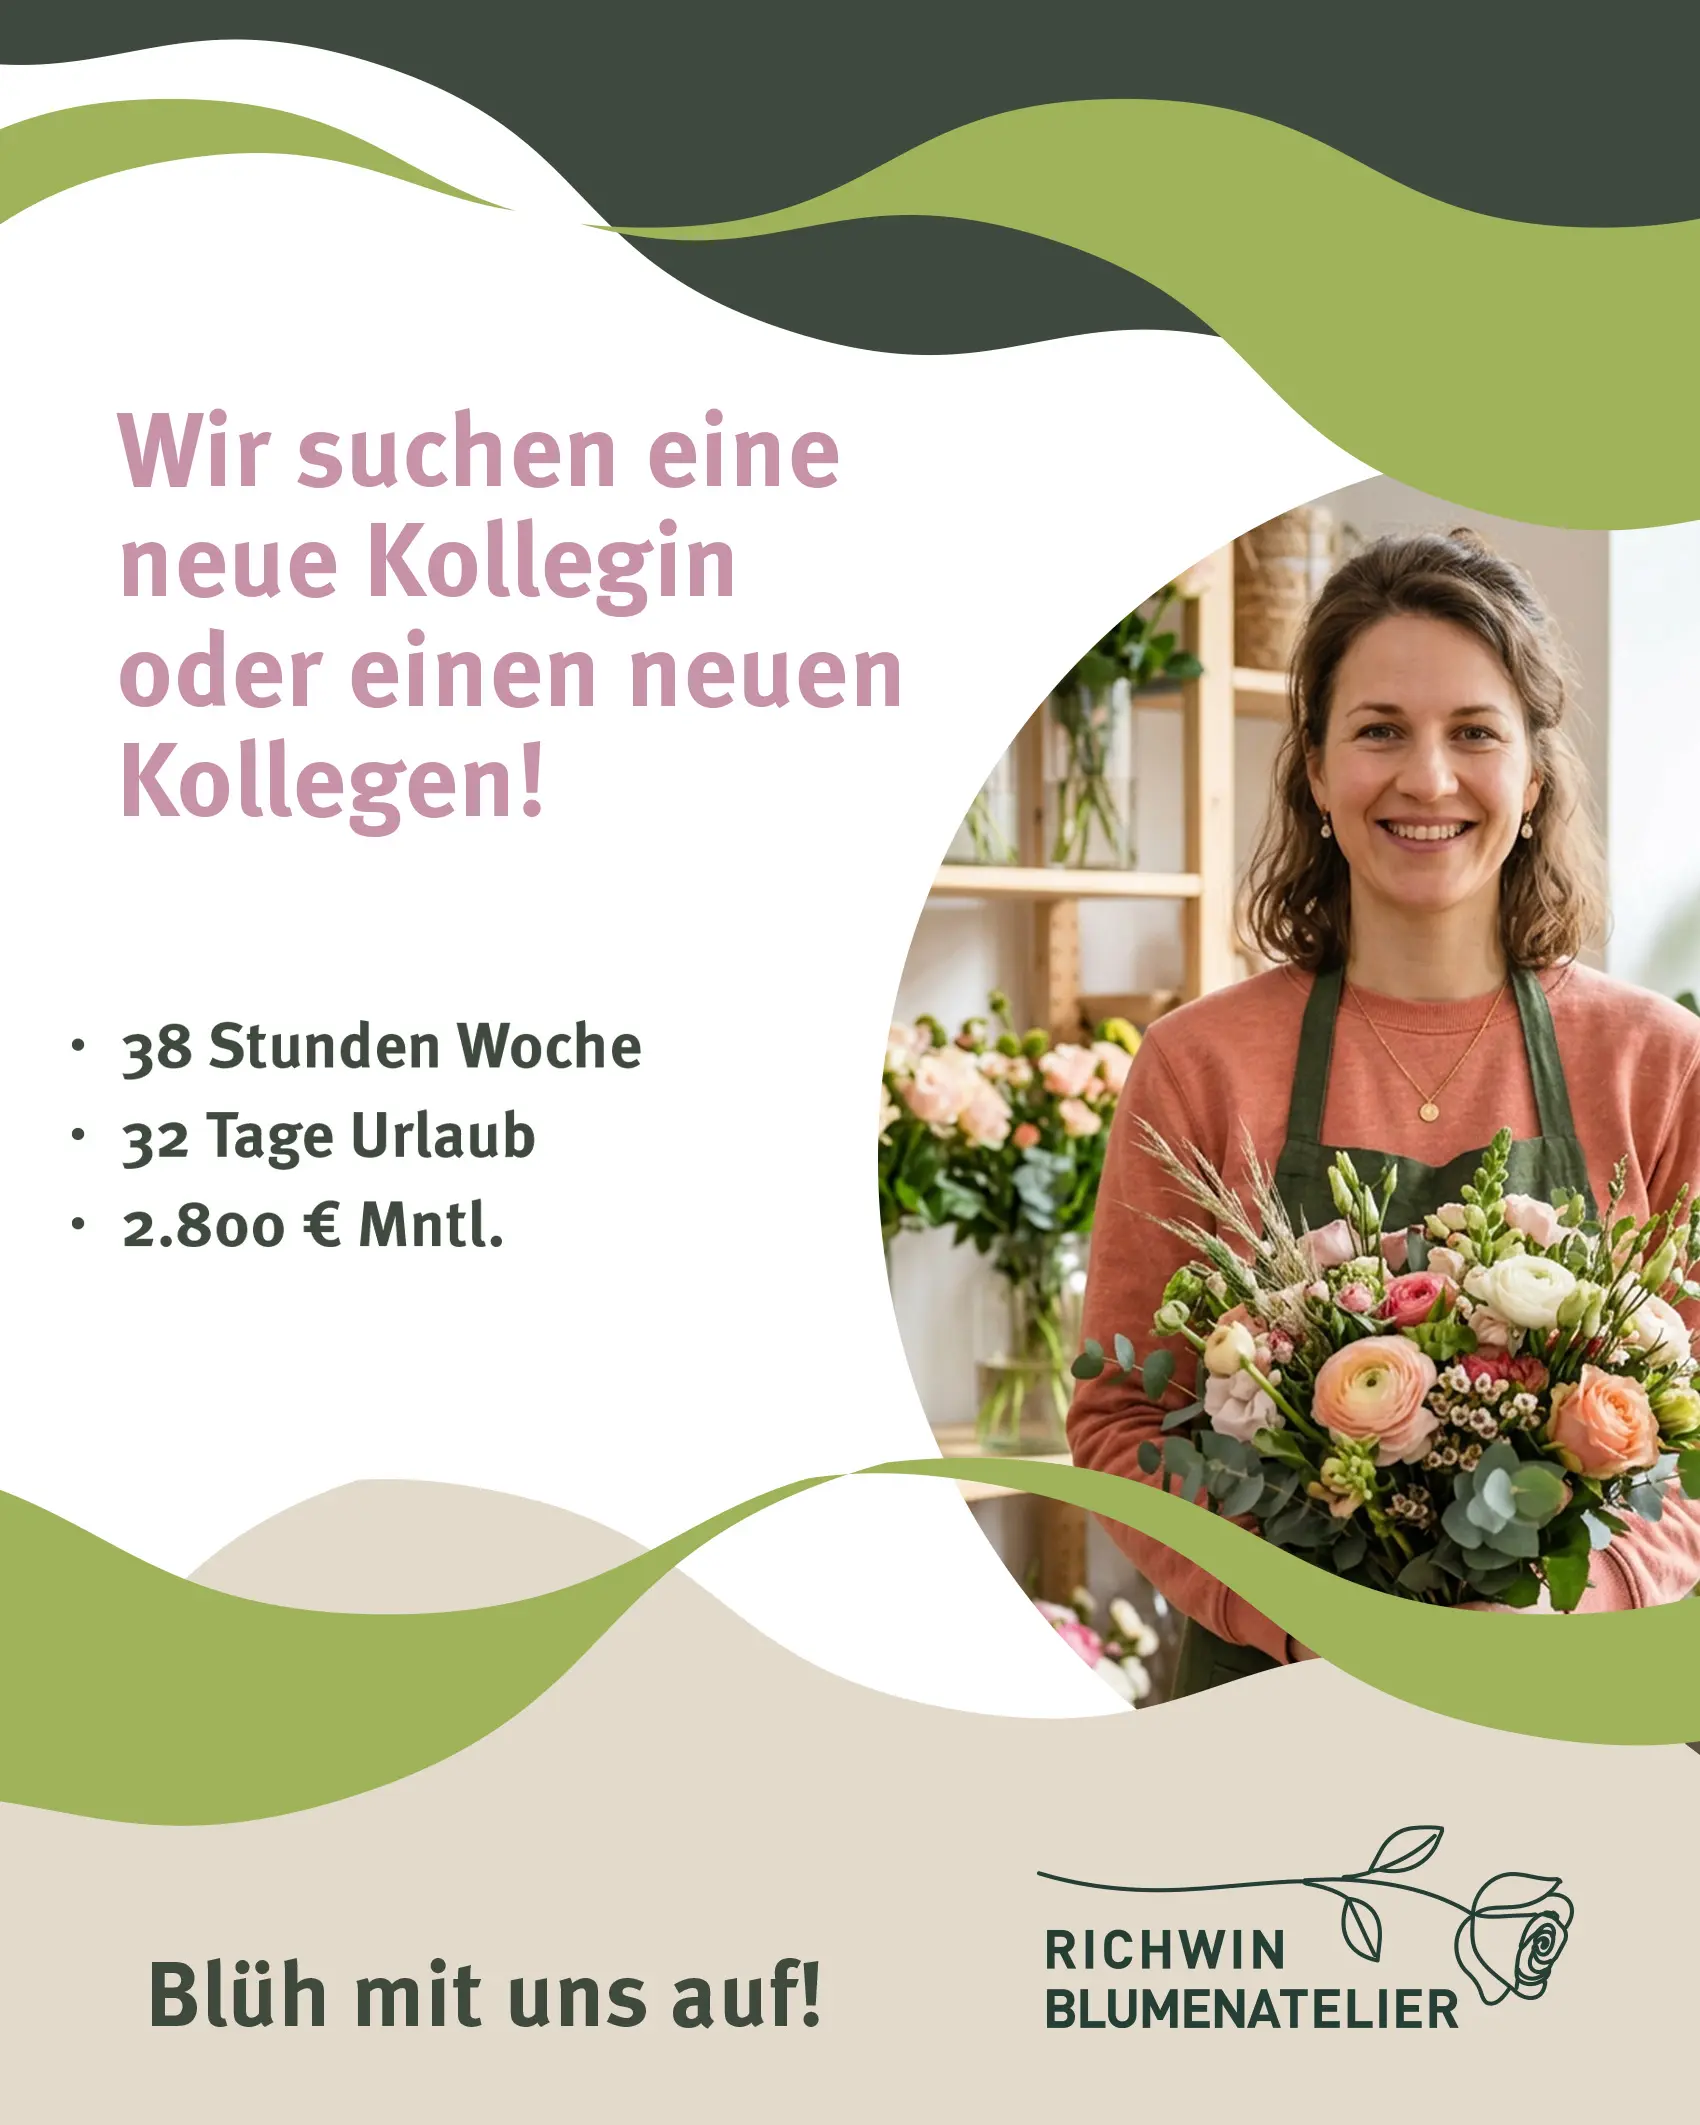 Wir suchen eine
neue Kollegin
oder einen neuen
Kollegen!
• 38 Stunden Woche
• 32 Tage Urlaub
• 2.800 € Mntl.
Blüh mit uns auf!
RICHWIN
BLUMENATELIER